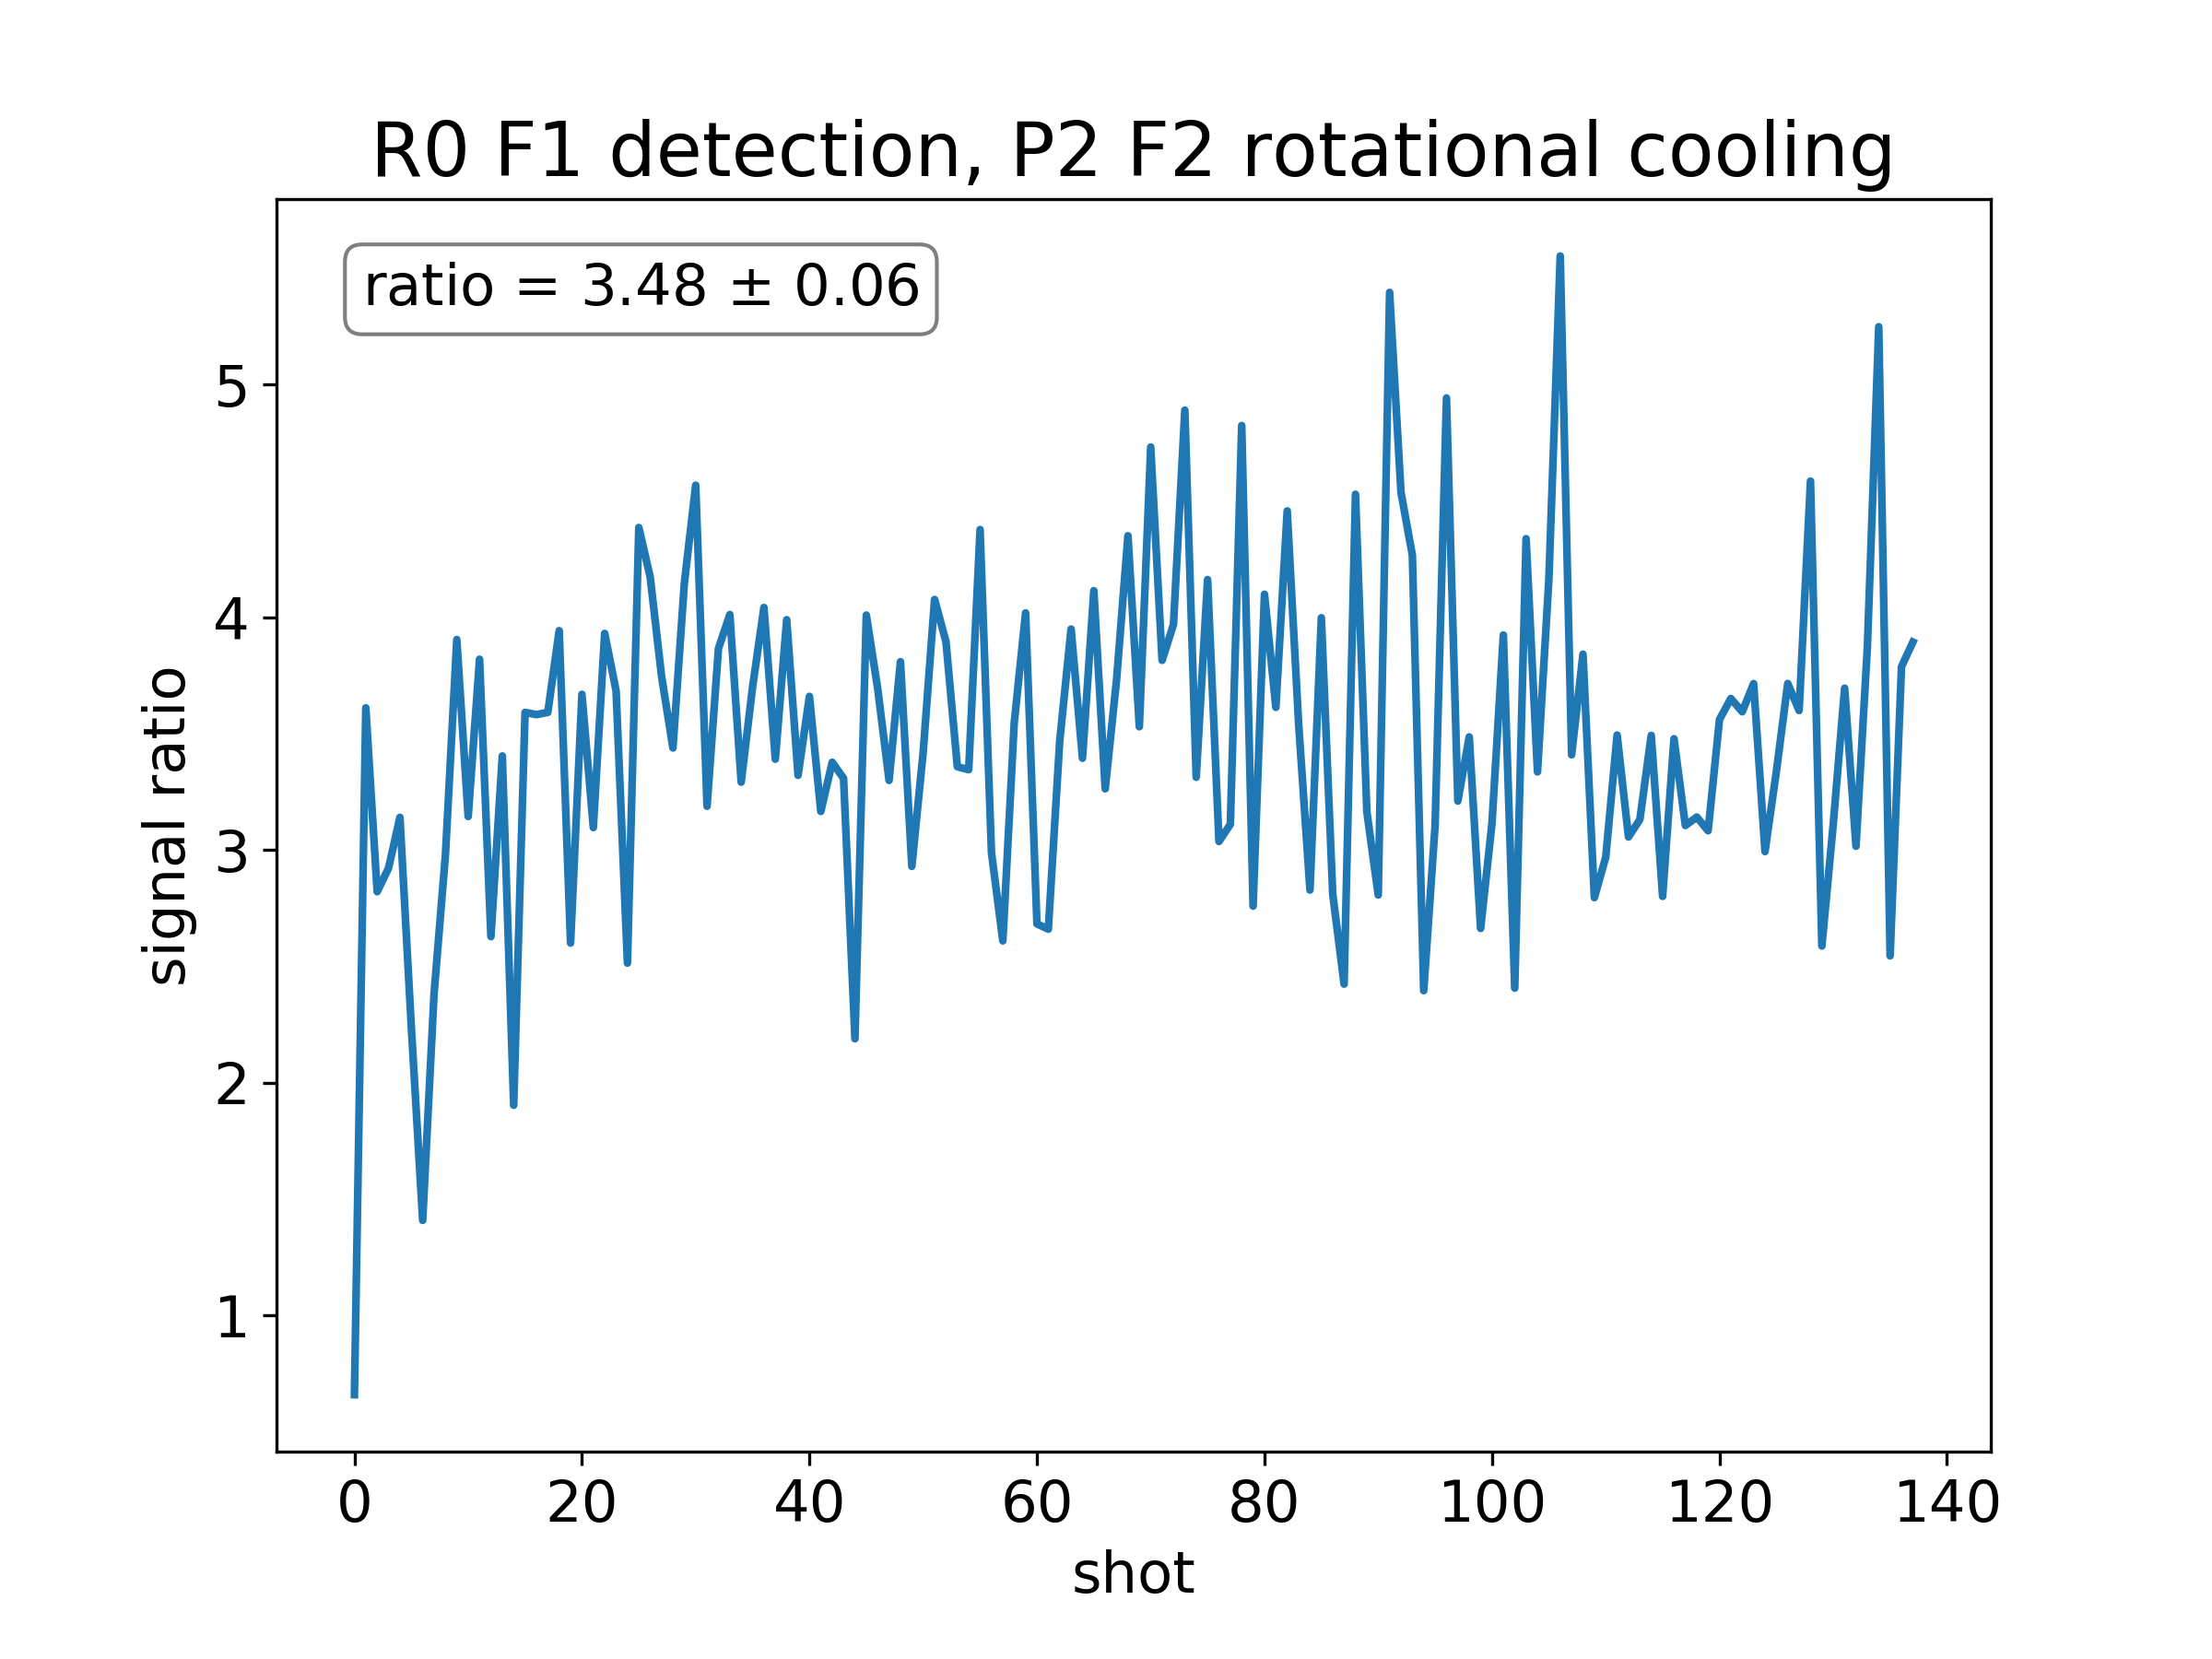 R0 F1 detection, P2 F2 rotational cooling
ratio = 3.48 ± 0.06
signal ratio
5
4
3
2
1
0 20 40 60 80 100 120 140
shot